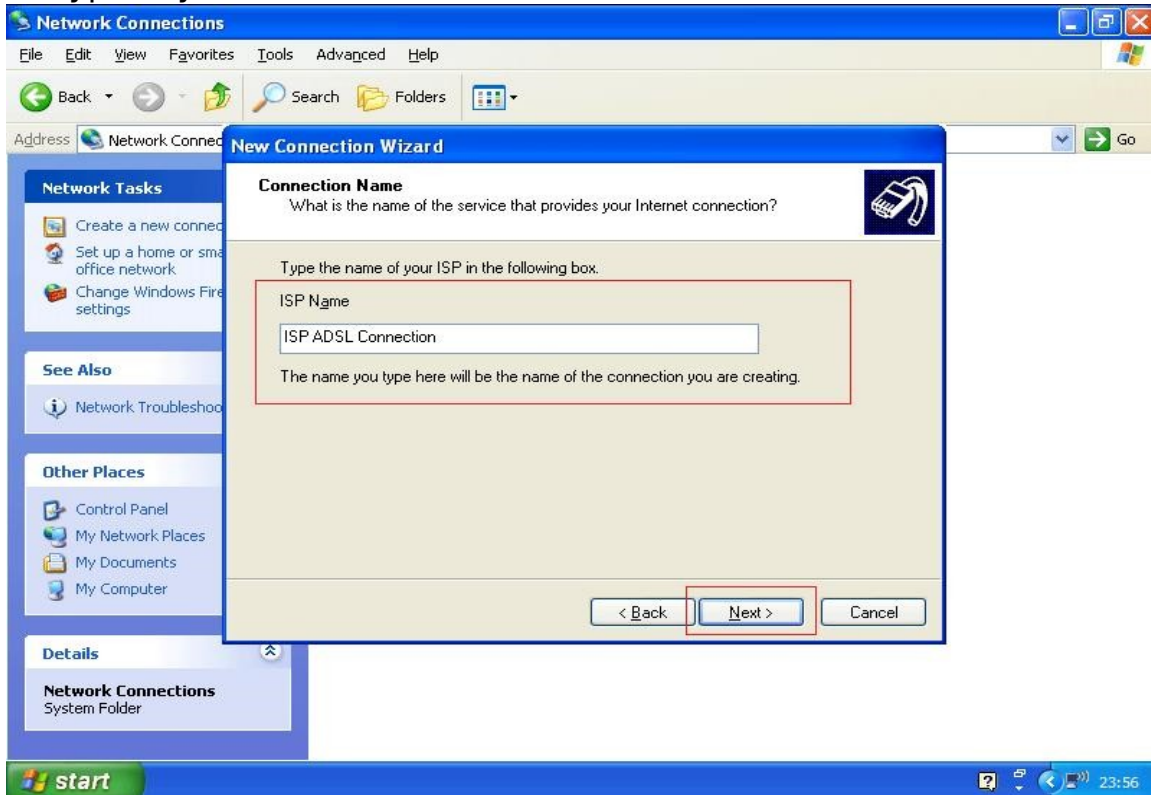 Network Connections
File Edit View Favorites Tools Advanced Help
Back Search Folders
Address Network Connec Go
New Connection Wizard
Connection Name
What is the name of the service that provides your Internet connection?
Type the name of your ISP in the following box.
ISP Name
ISP ADSL Connection
The name you type here will be the name of the connection you are creating.
< Back Next > Cancel
Network Tasks
Create a new connec
Set up a home or sma
office network
Change Windows Fire
settings
See Also
Network Troubleshoo
Other Places
Control Panel
My Network Places
My Documents
My Computer
Details
Network Connections
System Folder
start 23:56